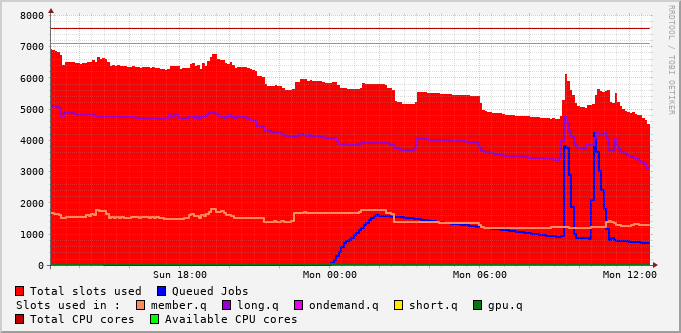 RRDTOOL / TOBI OETIKER
8000
7000
6000
5000
4000
3000
2000
1000
0
Sun 18:00 Mon 00:00 Mon 06:00 Mon 12:00
Total slots used Queued Jobs
Slots used in : member.q long.q ondemand.q short.q gpu.q
Total CPU cores Available CPU cores